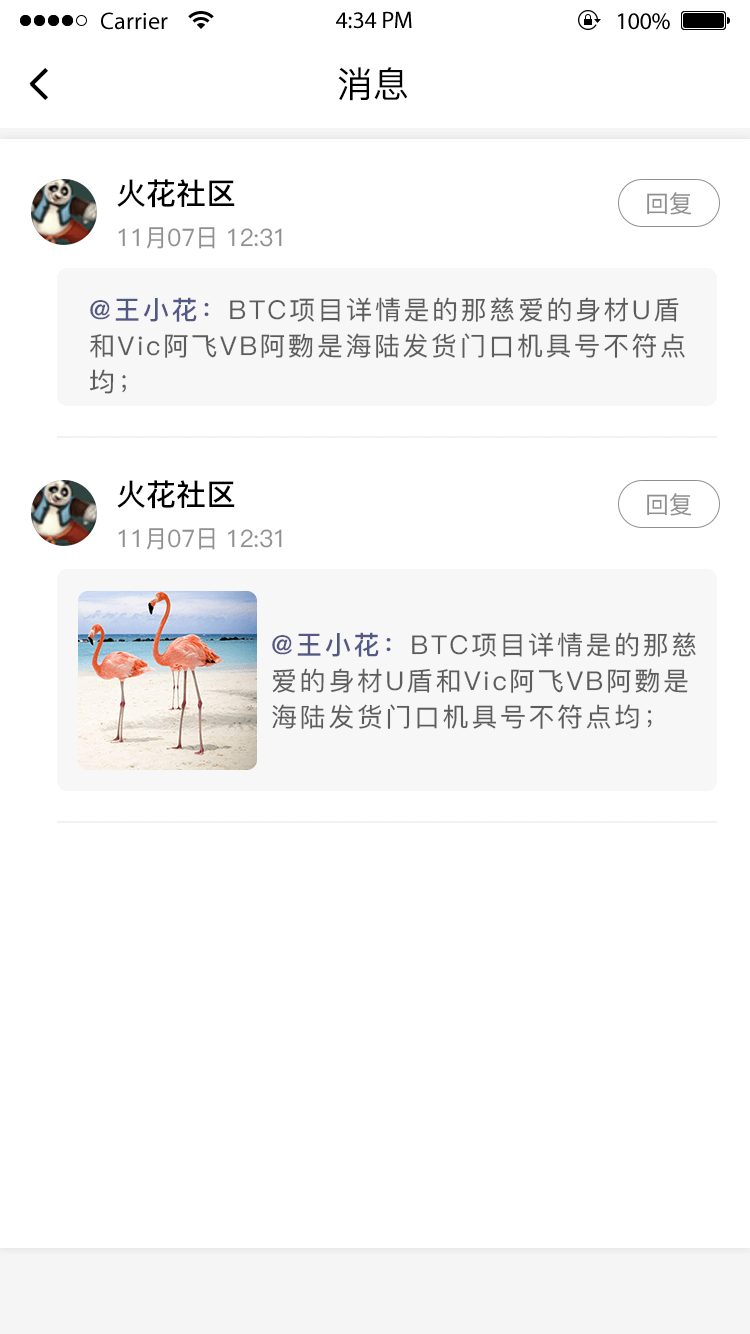 Carrier 4:34 PM 100%
消息
火花社区
回复
11月07日 12:31
@王小花：BTC项目详情是的那慈爱的身材U盾
和Vic阿飞VB阿覅是海陆发货门口机具号不符点
均；
火花社区
回复
11月07日 12:31
@王小花：BTC项目详情是的那慈
爱的身材U盾和Vic阿飞VB阿覅是
海陆发货门口机具号不符点均；